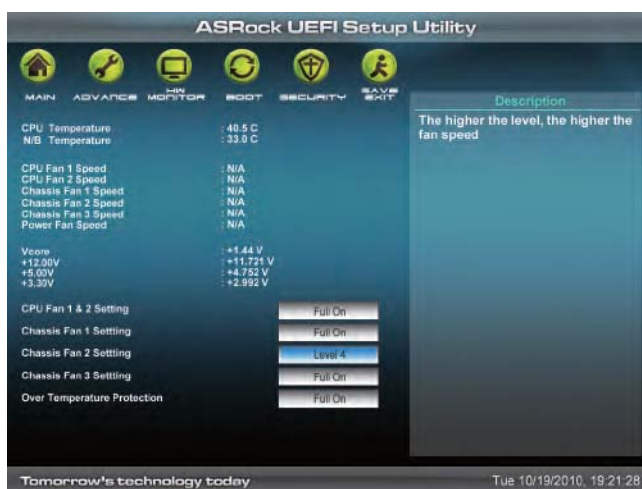 ASRock UEFI Setup Utility
MAIN ADVANCE HW MONITOR BOOT SECURITY SAVE EXIT
Description
The higher the level, the higher the
fan speed
CPU Temperature : 40.5 C
N/B Temperature : 33.0 C
CPU Fan 1 Speed : N/A
CPU Fan 2 Speed : N/A
Chassis Fan 1 Speed : N/A
Chassis Fan 2 Speed : N/A
Chassis Fan 3 Speed : N/A
Power Fan Speed : N/A
Vcore : +1.44 V
+12.00V : +11.721 V
+5.00V : +4.752 V
+3.30V : +2.992 V
CPU Fan 1 & 2 Setting Full On
Chassis Fan 1 Settting Full On
Chassis Fan 2 Settting Level 4
Chassis Fan 3 Settting Full On
Over Temperature Protection Full On
Tomorrow's technology today Tue 10/19/2010, 19:21:28